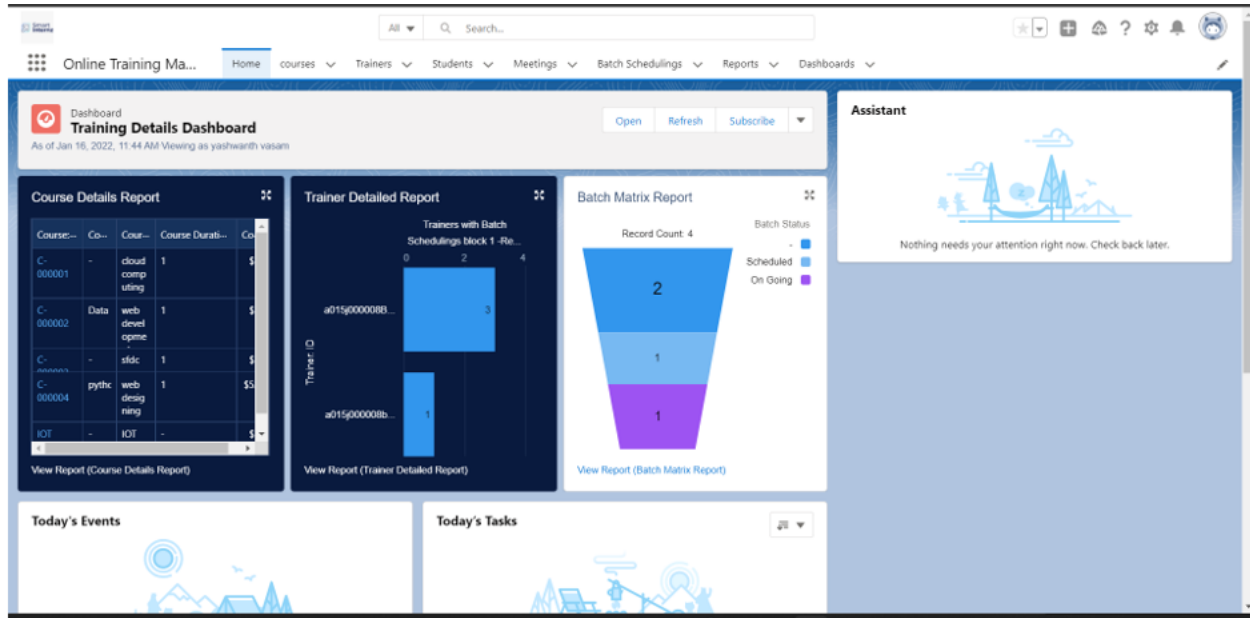 Smart
All
Search...
Online Training Ma...
Home
courses
Trainers
Students
Meetings
Batch Schedulings
Reports
Dashboards
Dashboard
Training Details Dashboard
As of Jan 16, 2022, 11:44 AM Viewing as yashwanth vasam
Open
Refresh
Subscribe
Assistant
Nothing needs your attention right now. Check back later.
Course Details Report
Course:... Co... Cour... Course Durati... Co
C-
000001
-
cloud
comp
uting
1
$
C-
000002
Data
web
devel
opme
1
$
C-
-
sfdc
1
$
C-
000004
pythc
web
desig
ning
1
$5
IOT
-
IOT
-
$
View Report (Course Details Report)
Trainer Detailed Report
Trainers with Batch
Schedulings block 1 -Re...
0 2 4
Trainer: ID
a015j000008B...
3
a015j000008b...
1
View Report (Trainer Detailed Report)
Batch Matrix Report
Record Count: 4
Batch Status
-
Scheduled
On Going
2
1
1
View Report (Batch Matrix Report)
Today's Events
Today's Tasks